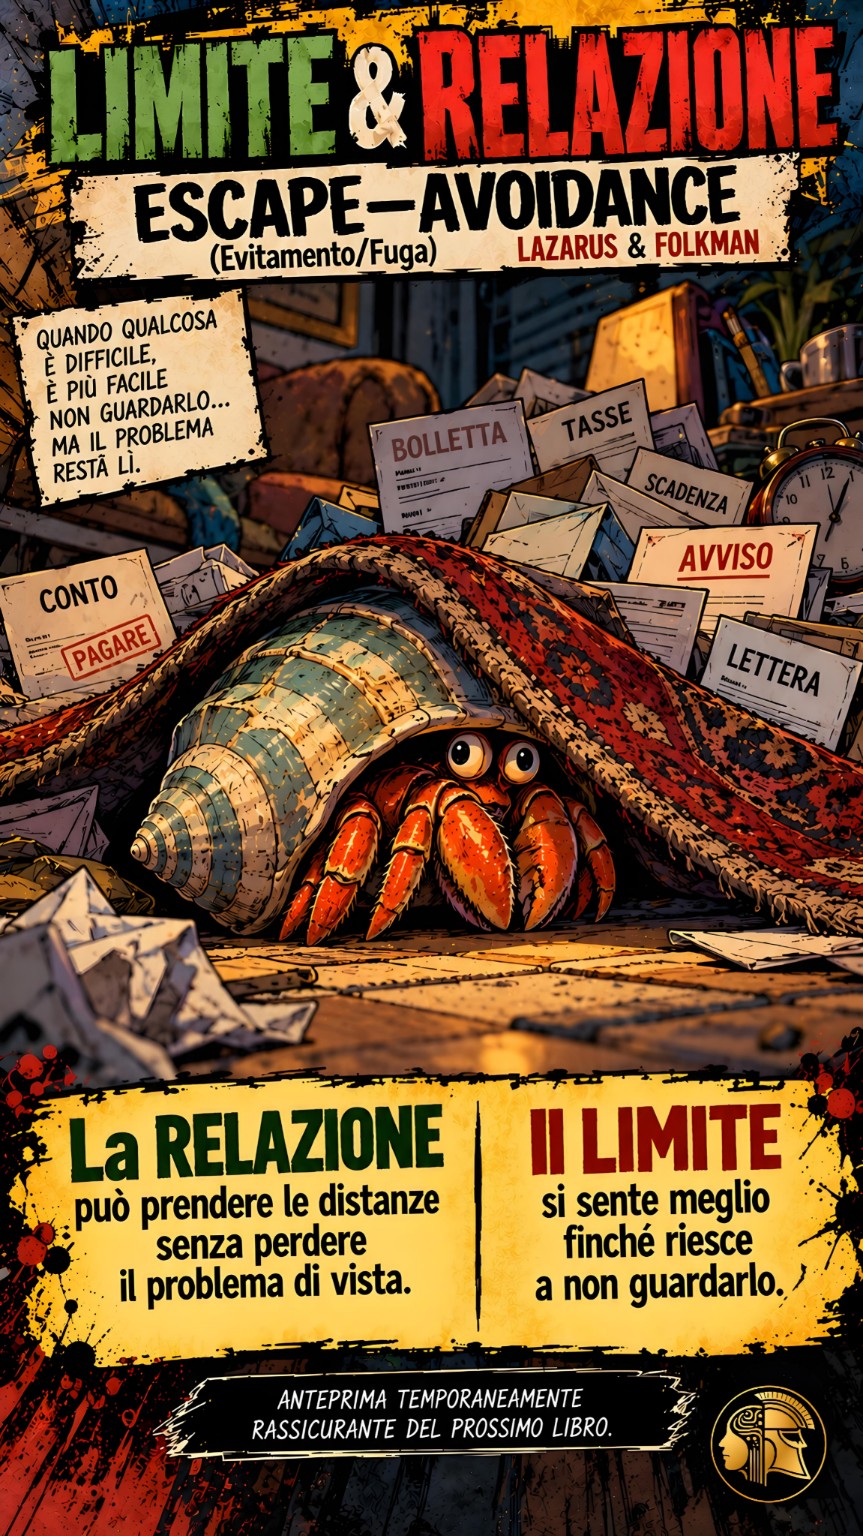 LIMITE & RELAZIONE
ESCAPE–AVOIDANCE
(Evitamento/Fuga)
LAZARUS & FOLKMAN
QUANDO QUALCOSA
È DIFFICILE,
È PIÙ FACILE
NON GUARDARLO...
MA IL PROBLEMA
RESTÃ LÌ.
BOLLETTA
TASSE
SCADENZA
AVVISO
CONTO
PAGARE
LETTERA
La RELAZIONE
può prendere le distanze
senza perdere
il problema di vista.
Il LIMITE
si sente meglio
finché riesce
a non guardarlo.
ANTEPRIMA TEMPORANEAMENTE
RASSICURANTE DEL PROSSIMO LIBRO.